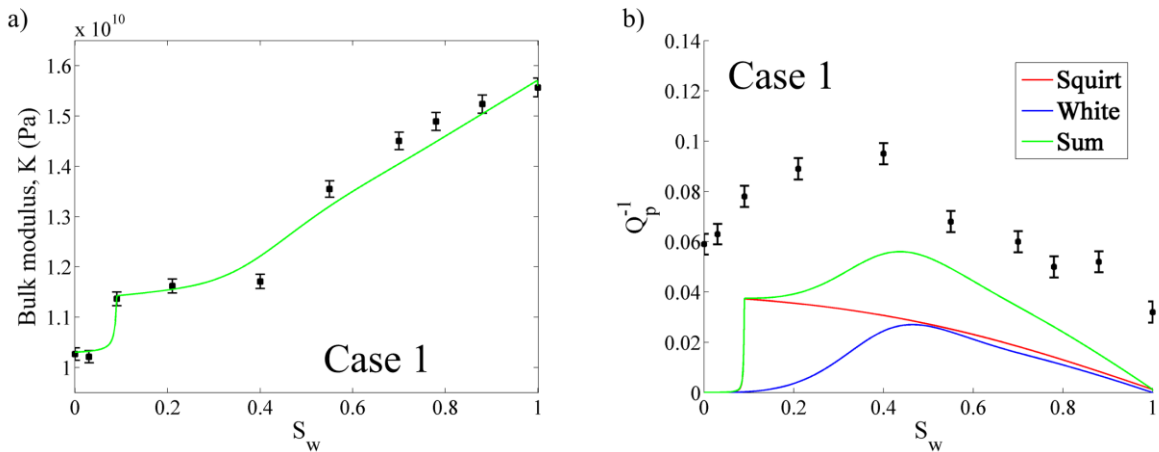 a)
x 10^10
1.6
1.5
1.4
1.3
1.2
1.1
1
Bulk modulus, K (Pa)
Case 1
0
0.2
0.4
0.6
0.8
1
S_w
b)
0.14
0.12
0.1
0.08
0.06
0.04
0.02
0
Q_p^-1
Case 1
Squirt
White
Sum
0
0.2
0.4
0.6
0.8
1
S_w